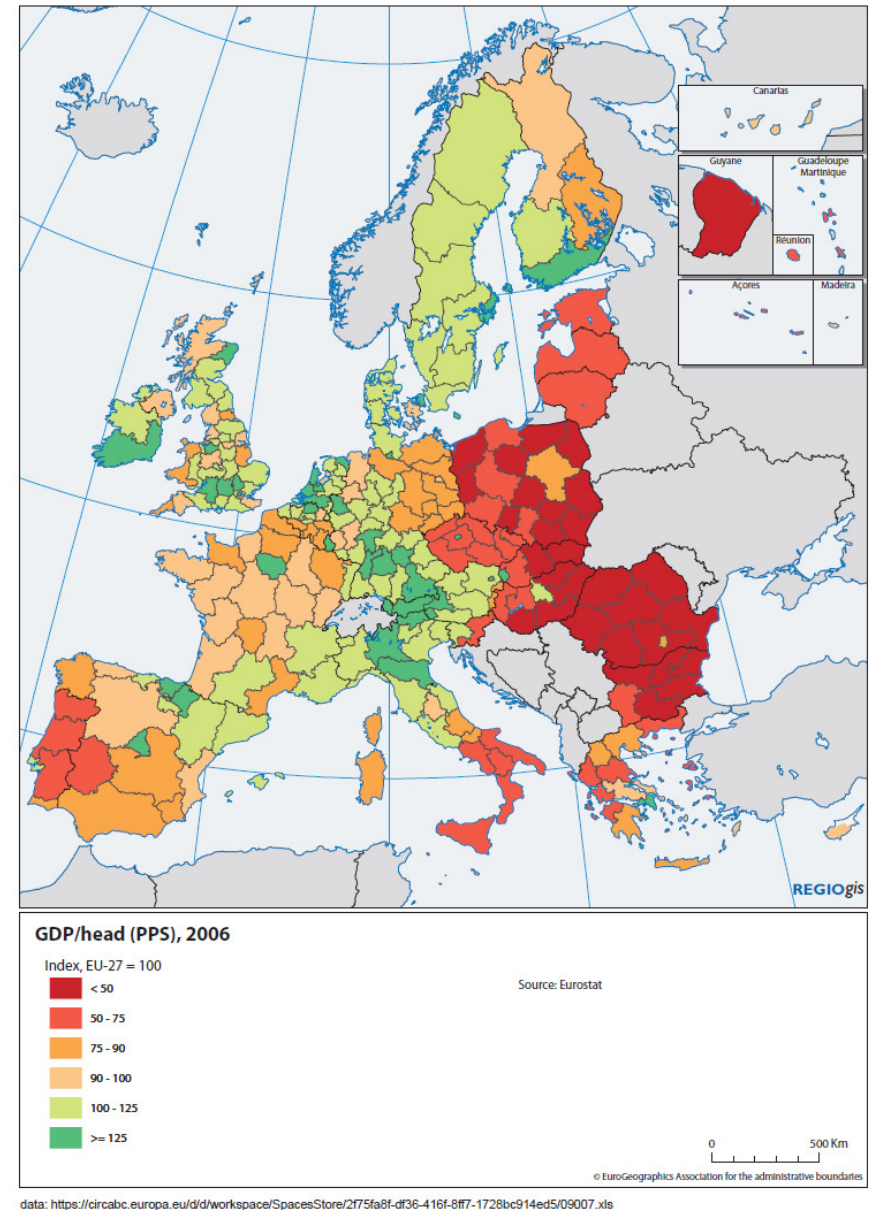 Canarias
Guyane
Guadeloupe
Martinique
Réunion
Açores
Madeira
REGIOgis
GDP/head (PPS), 2006
Index, EU-27 = 100
< 50
50 - 75
75 - 90
90 - 100
100 - 125
>= 125
Source: Eurostat
0 500 Km
© EuroGeographics Association for the administrative boundaries
data: https://circabc.europa.eu/d/d/workspace/SpacesStore/2f75fa8f-df36-416f-8ff7-1728bc914ed5/09007.xls